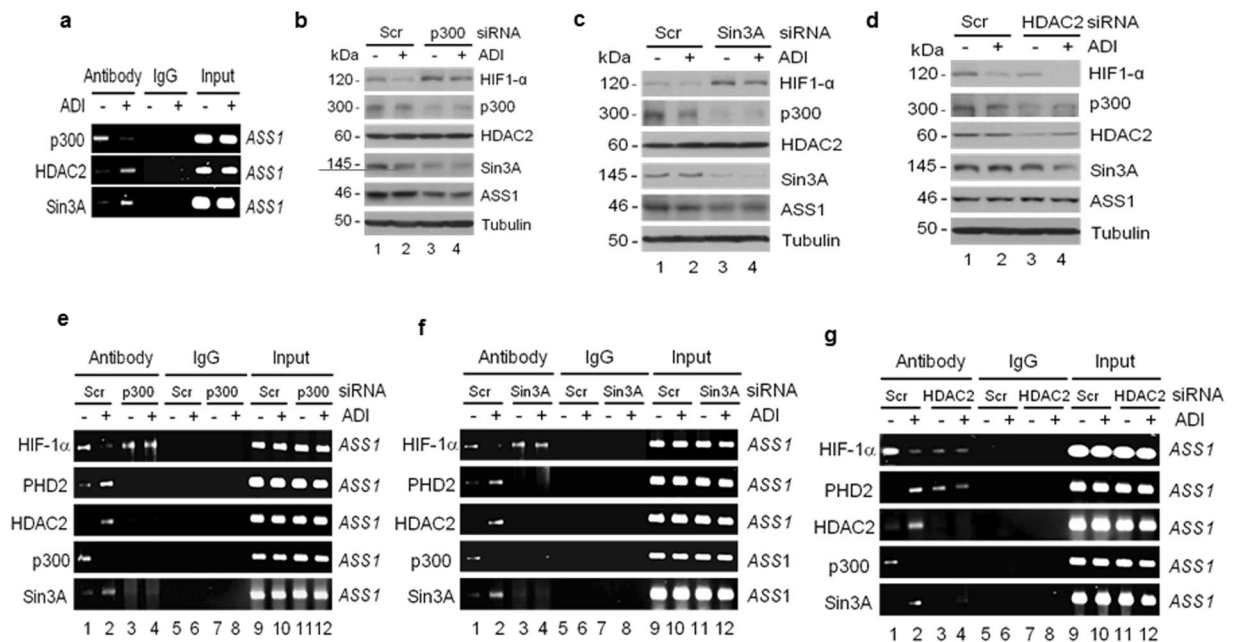 a
Antibody IgG Input
ADI - + - + - +
p300 ASS1
HDAC2 ASS1
Sin3A ASS1
b
Scr p300 siRNA
kDa - + - + ADI
120 - HIF1-α
300 - p300
60 - HDAC2
145 - Sin3A
46 - ASS1
50 - Tubulin
1 2 3 4
c
Scr Sin3A siRNA
kDa - + - + ADI
120 - HIF1-α
300 - p300
60 - HDAC2
145 - Sin3A
46 - ASS1
50 - Tubulin
1 2 3 4
d
Scr HDAC2 siRNA
kDa - + - + ADI
120 - HIF1-α
300 - p300
60 - HDAC2
145 - Sin3A
46 - ASS1
50 - Tubulin
1 2 3 4
e
Antibody IgG Input
Scr p300 Scr p300 Scr p300 siRNA
- + - + - + - + - + - + ADI
HIF-1α ASS1
PHD2 ASS1
HDAC2 ASS1
p300 ASS1
Sin3A ASS1
1 2 3 4 5 6 7 8 9 10 11 12
f
Antibody IgG Input
Scr Sin3A Scr Sin3A Scr Sin3A siRNA
- + - + - + - + - + - + ADI
HIF-1α ASS1
PHD2 ASS1
HDAC2 ASS1
p300 ASS1
Sin3A ASS1
1 2 3 4 5 6 7 8 9 10 11 12
g
Antibody IgG Input
Scr HDAC2 Scr HDAC2 Scr HDAC2 siRNA
- + - + - + - + - + - + ADI
HIF-1α ASS1
PHD2 ASS1
HDAC2 ASS1
p300 ASS1
Sin3A ASS1
1 2 3 4 5 6 7 8 9 10 11 12